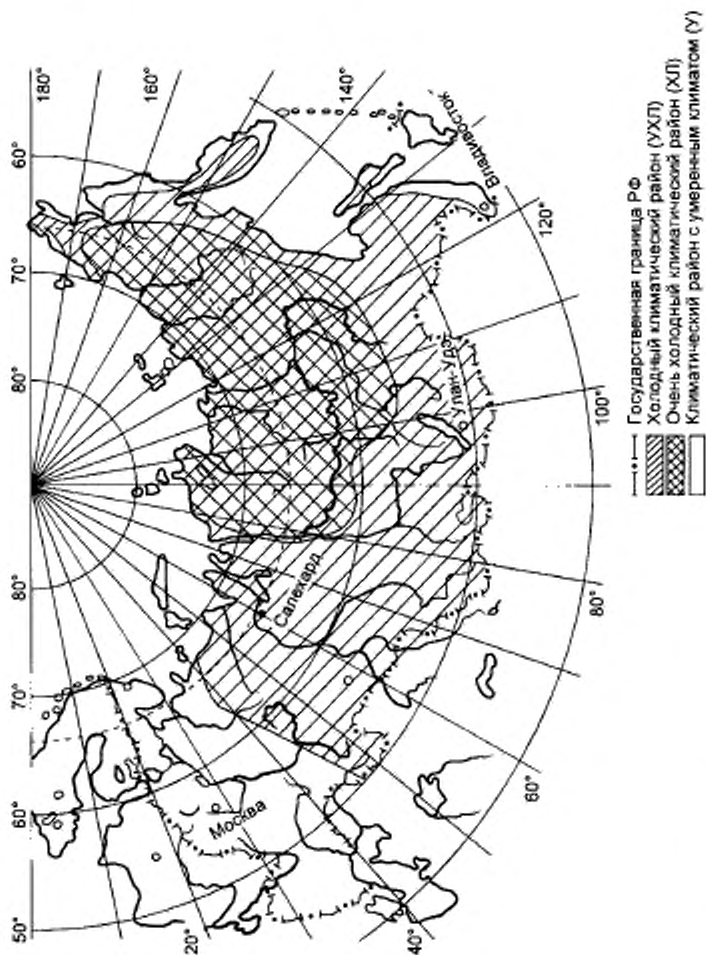 180°
160°
140°
120°
100°
80°
60°
40°
20°
60°
70°
80°
80°
70°
60°
50°
Москва
Салехард
Улан-Удэ
Владивосток
Государственная граница РФ
Холодный климатический район (УХЛ)
Очень холодный климатический район (ХЛ)
Климатический район с умеренным климатом (У)